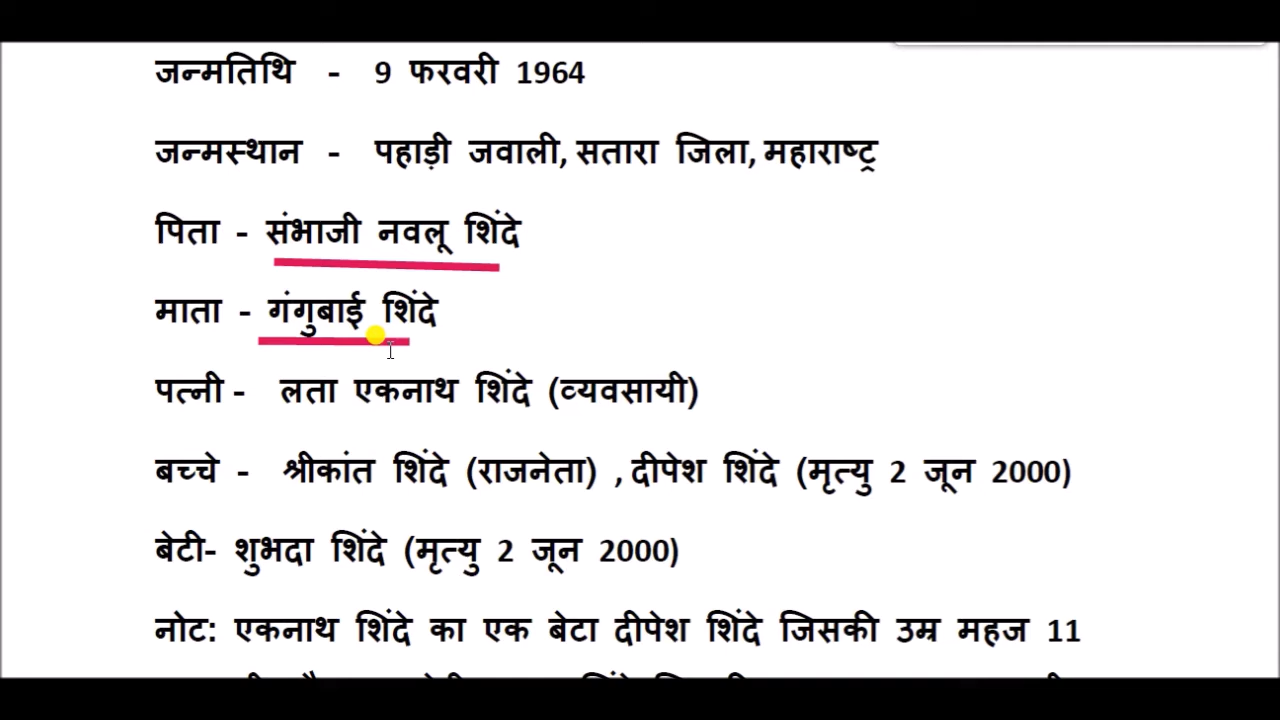 जन्मतिथि - 9 फरवरी 1964
जन्मस्थान - पहाड़ी जवाली, सतारा जिला, महाराष्ट्र
पिता - संभाजी नवलू शिंदे
माता - गंगुबाई शिंदे
पत्नी - लता एकनाथ शिंदे (व्यवसायी)
बच्चे - श्रीकांत शिंदे (राजनेता) , दीपेश शिंदे (मृत्यु 2 जून 2000)
बेटी- शुभदा शिंदे (मृत्यु 2 जून 2000)
नोट: एकनाथ शिंदे का एक बेटा दीपेश शिंदे जिसकी उम्र महज 11